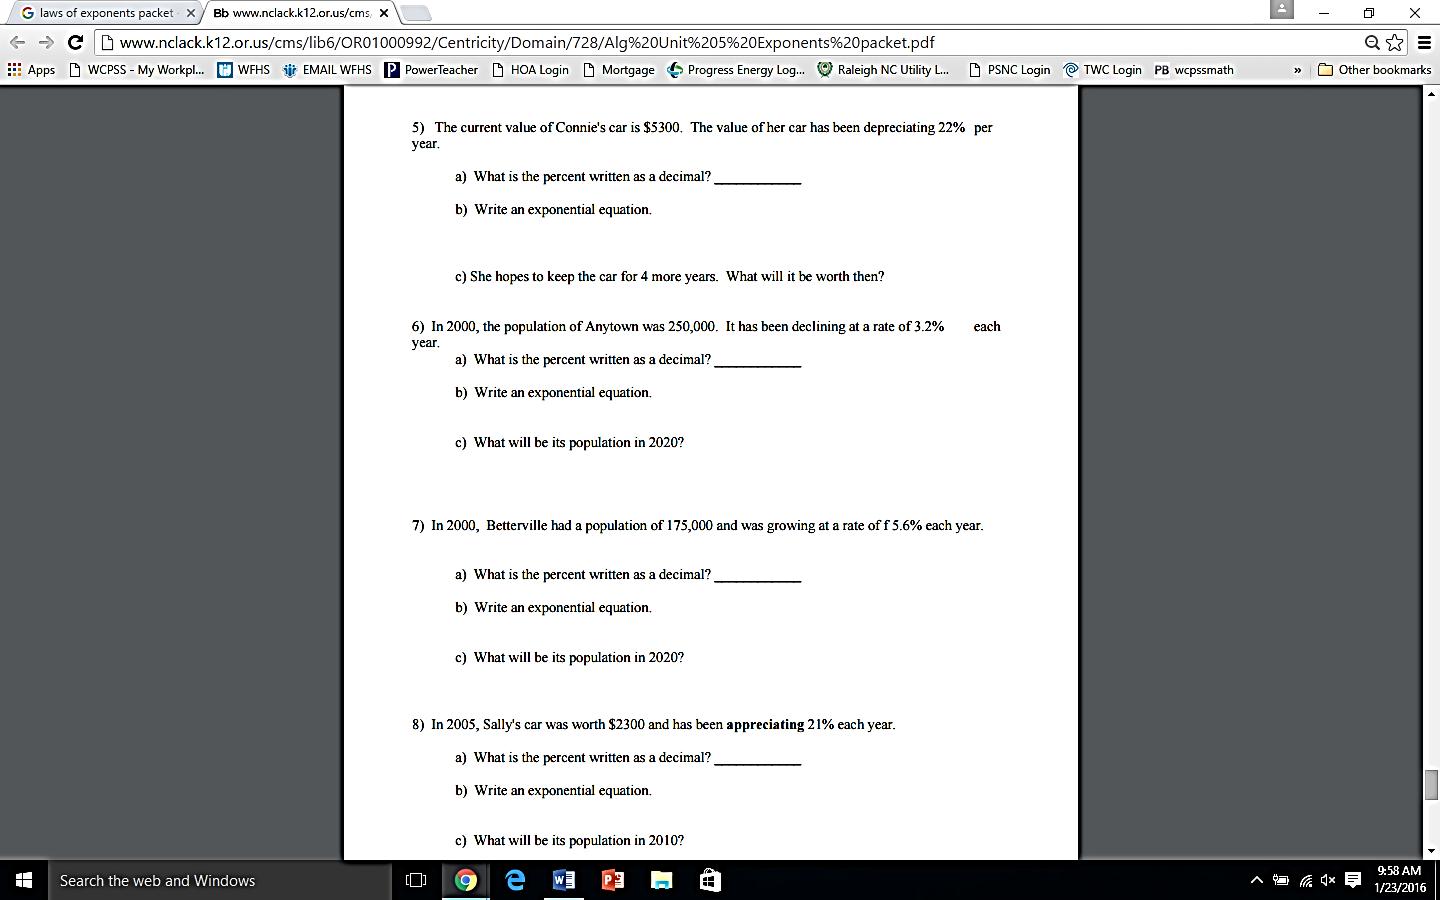 laws of exponents packet
Bb www.nclack.k12.or.us/cms,
www.nclack.k12.or.us/cms/lib6/OR01000992/Centricity/Domain/728/Alg%20Unit%205%20Exponents%20packet.pdf
Apps WCPSS - My Workpl... WFHS EMAIL WFHS PowerTeacher HOA Login Mortgage Progress Energy Log... Raleigh NC Utility L... PSNC Login TWC Login PB wcpssmath » Other bookmarks
5) The current value of Connie's car is $5300. The value of her car has been depreciating 22% per
year.
a) What is the percent written as a decimal? ____________
b) Write an exponential equation.
c) She hopes to keep the car for 4 more years. What will it be worth then?
6) In 2000, the population of Anytown was 250,000. It has been declining at a rate of 3.2% each
year.
a) What is the percent written as a decimal? ____________
b) Write an exponential equation.
c) What will be its population in 2020?
7) In 2000, Betterville had a population of 175,000 and was growing at a rate of f 5.6% each year.
a) What is the percent written as a decimal? ____________
b) Write an exponential equation.
c) What will be its population in 2020?
8) In 2005, Sally's car was worth $2300 and has been appreciating 21% each year.
a) What is the percent written as a decimal? ____________
b) Write an exponential equation.
c) What will be its population in 2010?
Search the web and Windows
9:58 AM
1/23/2016